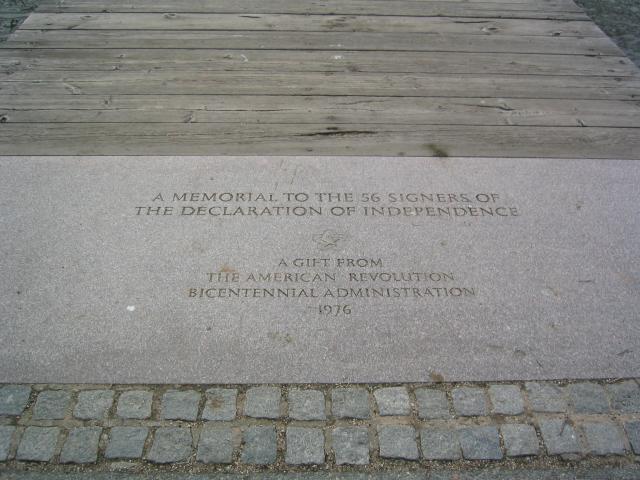 A MEMORIAL TO THE 56 SIGNERS OF
THE DECLARATION OF INDEPENDENCE
A GIFT FROM
THE AMERICAN REVOLUTION
BICENTENNIAL ADMINISTRATION
1976